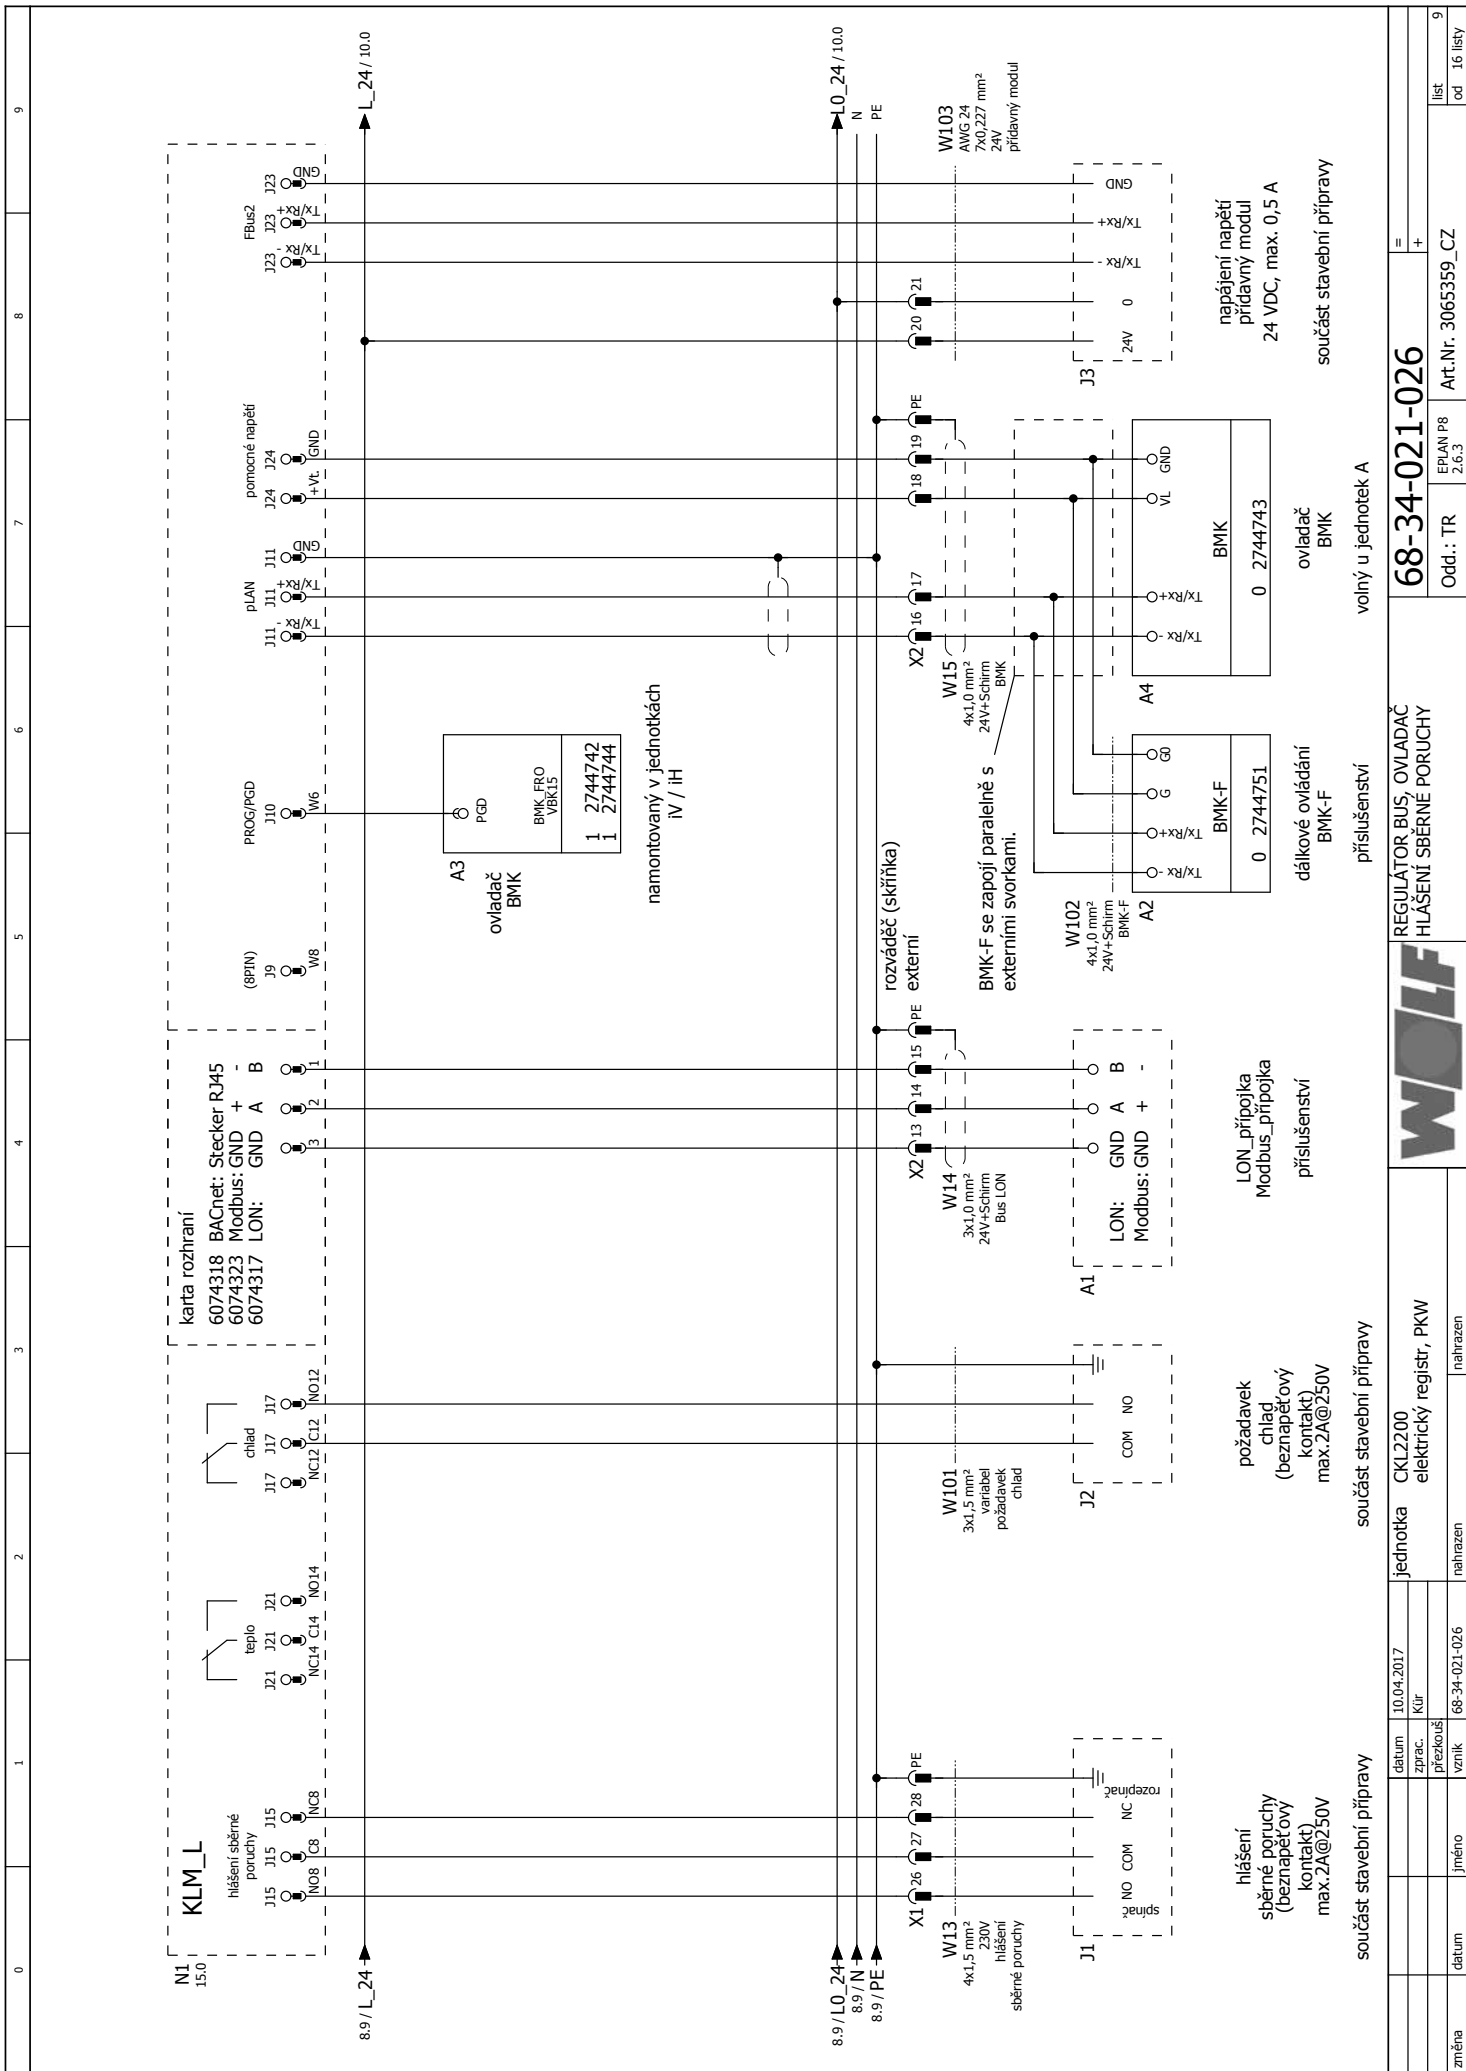 0 1 2 3 4 5 6 7 8 9
N1
15.0
KLM_L
hlášení sběrné
poruchy
J15 J15 J15
NO8 C8 NC8
teplo
J21 J21 J21
NC14 C14 NO14
chlad
J17 J17 J17
NC12 C12 NO12
karta rozhraní
6074318 BACnet: Stecker RJ45
6074323 Modbus: GND + -
6074317 LON: GND A B
3 2 1
(8PIN)
J9
W8
PROG/PGD
J10
W6
pLAN
J11 J11 J11
Tx/Rx - Tx/Rx+ GND
pomocné napětí
J24 J24
+Vt. GND
FBus2
J23 J23 J23
Tx/Rx - Tx/Rx+ GND
8.9 / L_24
L_24 / 10.0
A3
PGD
BMK_FRO
VBK15
1 2744742
1 2744744
ovladač
BMK
namontovaný v jednotkách
iV / iH
8.9 / L0_24
8.9 / N
8.9 / PE
L0_24 / 10.0
N
PE
rozváděč (skříňka)
externí
X1 26 27 28 PE
X2 13 14 15 PE
X2 16 17 18 19 PE
20 21
W13
4x1,5 mm²
230V
hlášení
sběrné poruchy
W101
3x1,5 mm²
variabel
požadavek
chlad
W14
3x1,0 mm²
24V+Schirm
Bus LON
BMK-F se zapojí paralelně s
externími svorkami.
W15
4x1,0 mm²
24V+Schirm
BMK
W102
4x1,0 mm²
24V+Schirm
BMK-F
W103
AWG 24
7x0,227 mm²
24V
přídavný modul
J1
NO COM NC
spínač
rozepínač
hlášení
sběrné poruchy
(beznapěťový
kontakt)
max.2A@250V
součást stavební přípravy
J2
COM NO
požadavek
chlad
(beznapěťový
kontakt)
max.2A@250V
součást stavební přípravy
A1
LON: GND A B
Modbus: GND + -
LON_přípojka
Modbus_přípojka
příslušenství
A2
Tx/Rx - Tx/Rx+ G G0
BMK-F
0 2744751
dálkové ovládání
BMK-F
příslušenství
A4
Tx/Rx - Tx/Rx+ VL GND
BMK
0 2744743
ovladač
BMK
volný u jednotek A
J3
24V 0 Tx/Rx - Tx/Rx+ GND
napájení napětí
přídavný modul
24 VDC, max. 0,5 A
součást stavební přípravy
změna datum jméno
datum 10.04.2017
zprac. Kür
přezkouš.
vznik 68-34-021-026
jednotka CKL2200
elektrický registr, PKW
nahrazen nahrazen
WOLF
REGULÁTOR BUS, OVLADAČ
HLÁŠENÍ SBĚRNÉ PORUCHY
68-34-021-026
=
+
Odd.: TR
EPLAN P8
2.6.3
Art.Nr. 3065359_CZ
list 9
od 16 listy